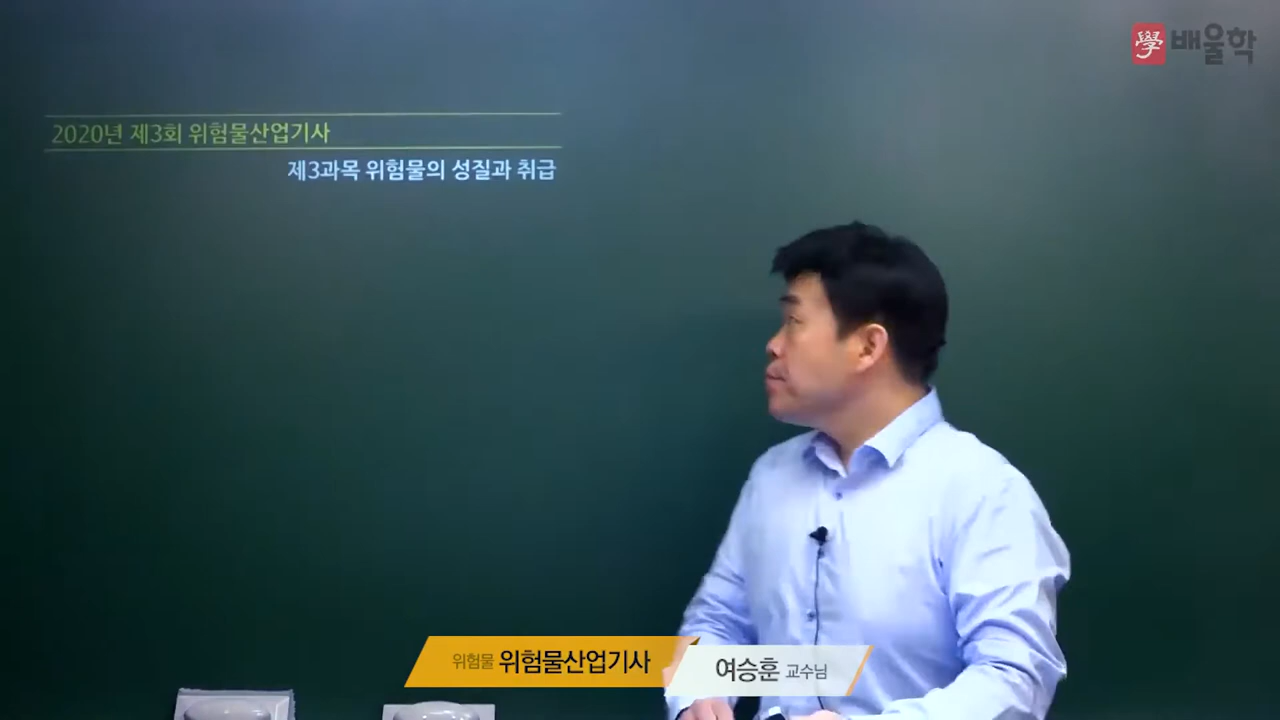 學 배울학
2020년 제3회 위험물산업기사
제3과목 위험물의 성질과 취급
위험물 위험물산업기사
여승훈 교수님